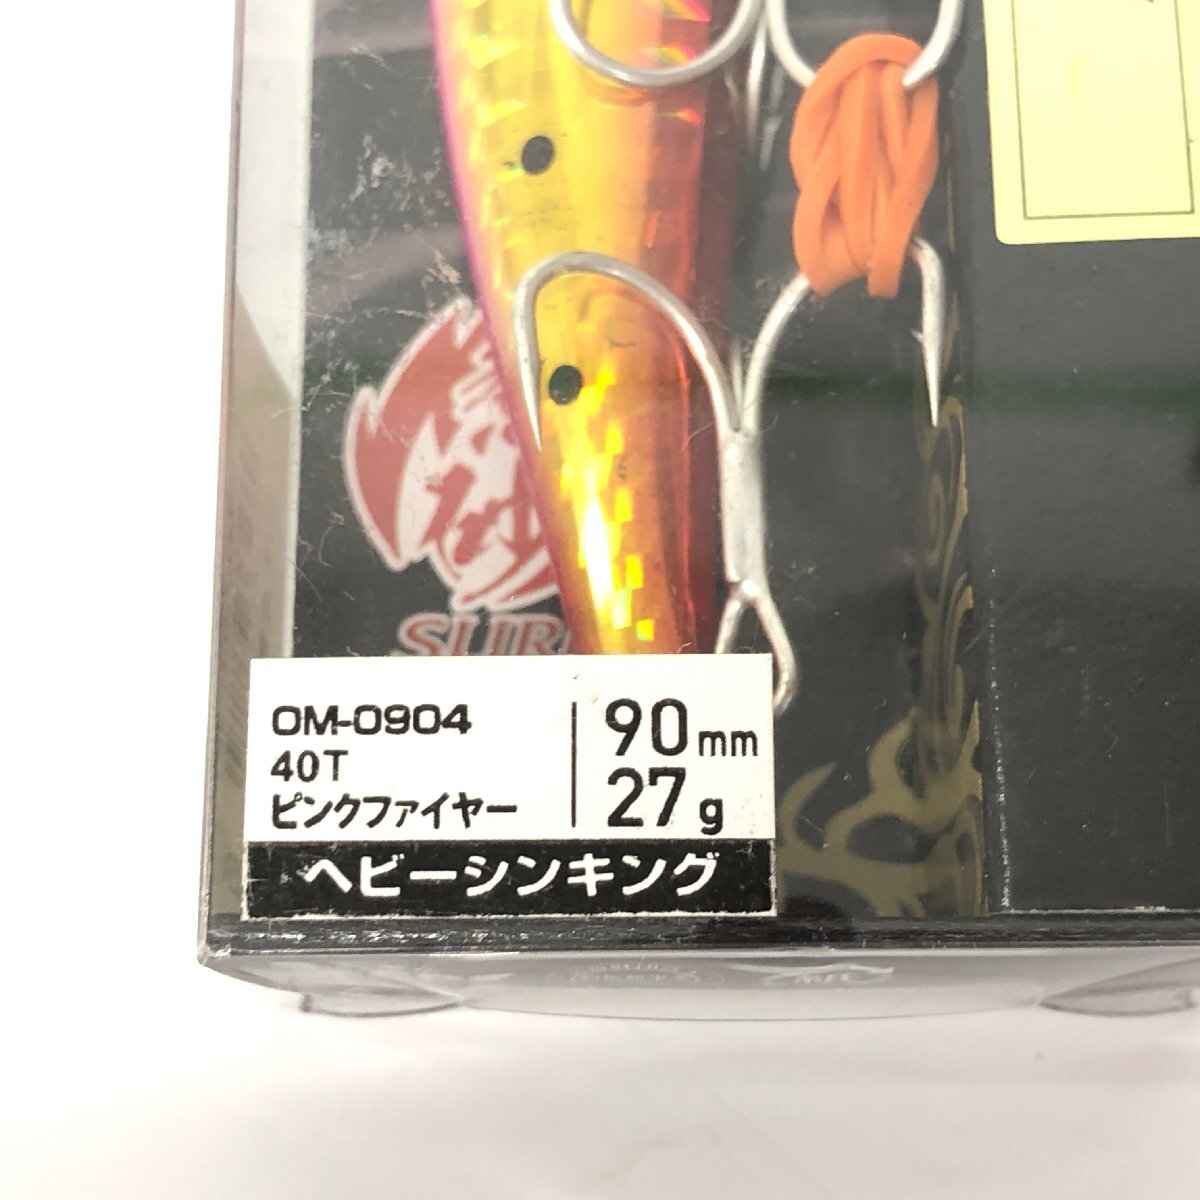 OM-0904
40T
ピンクファイヤー
90mm
27g
ヘビーシンキング